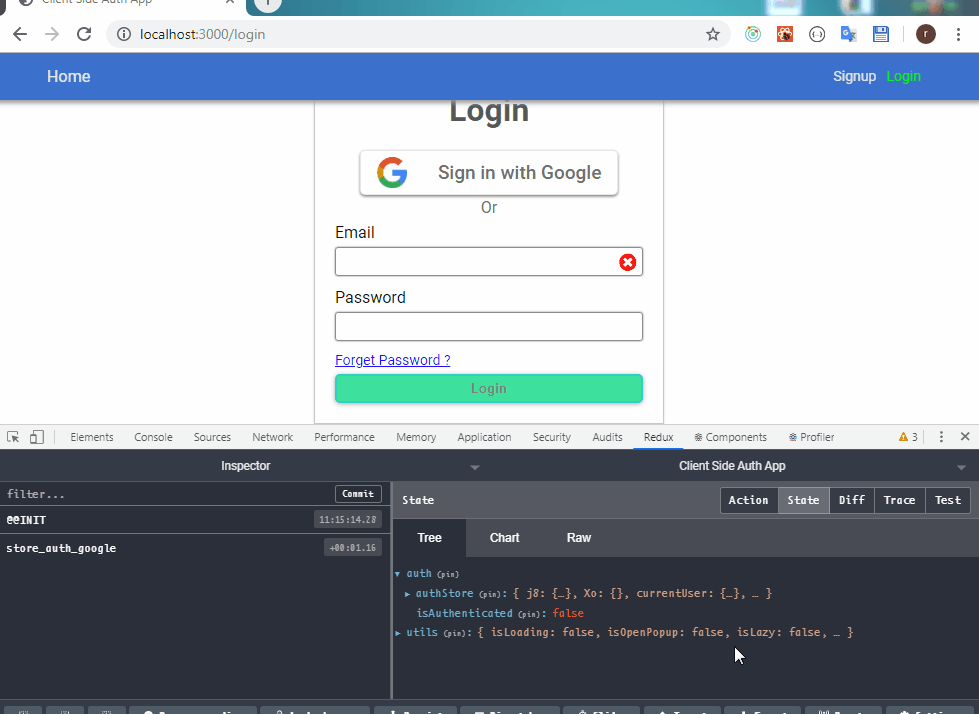 Client Side Auth App
localhost:3000/login
r
Home Signup Login
Login
Sign in with Google
Or
Email
Password
Forget Password ?
Login
Elements Console Sources Network Performance Memory Application Security Audits Redux Components Profiler 3
Inspector Client Side Auth App
filter... Commit
State Action State Diff Trace Test
@@INIT 11:15:14.28
store_auth_google +00:01.16
Tree Chart Raw
auth (pin)
authStore (pin): { j8: {…}, Xo: {}, currentUser: {…}, … }
isAuthenticated (pin): false
utils (pin): { isLoading: false, isOpenPopup: false, isLazy: false, … }